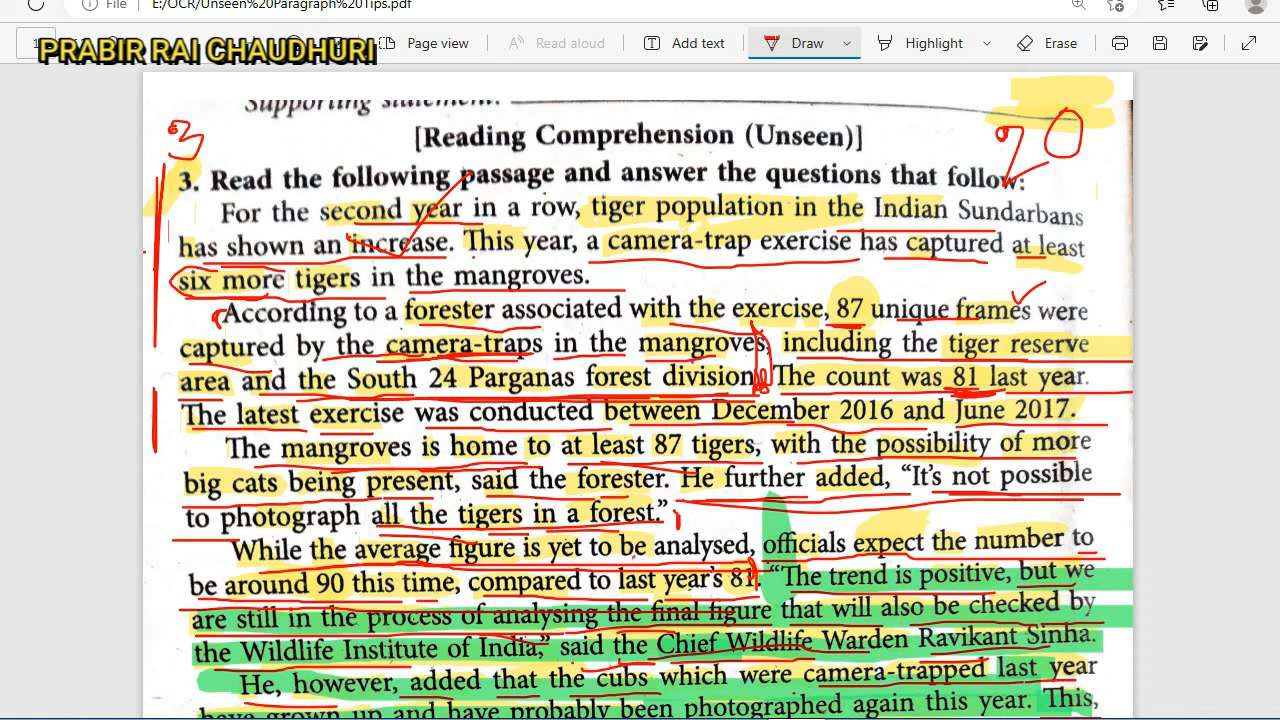 File E:/OCR/Unseen%20Paragraph%20Tips.pdf
PRABIR RAI CHAUDHURI
Page view Read aloud Add text Draw Highlight Erase
Supporting statement:
[Reading Comprehension (Unseen)]
3 20
3. Read the following passage and answer the questions that follow:
For the second year in a row, tiger population in the Indian Sundarbans
has shown an increase. This year, a camera-trap exercise has captured at least
six more tigers in the mangroves.
According to a forester associated with the exercise, 87 unique frames were
captured by the camera-traps in the mangroves, including the tiger reserve
area and the South 24 Parganas forest division. The count was 81 last year.
The latest exercise was conducted between December 2016 and June 2017.
The mangroves is home to at least 87 tigers, with the possibility of more
big cats being present, said the forester. He further added, “It's not possible
to photograph all the tigers in a forest.”
While the average figure is yet to be analysed, officials expect the number to
be around 90 this time, compared to last year's 81. “The trend is positive, but we
are still in the process of analysing the final figure that will also be checked by
the Wildlife Institute of India,” said the Chief Wildlife Warden Ravikant Sinha.
He, however, added that the cubs which were camera-trapped last year
have grown up and have probably been photographed again this year. This,